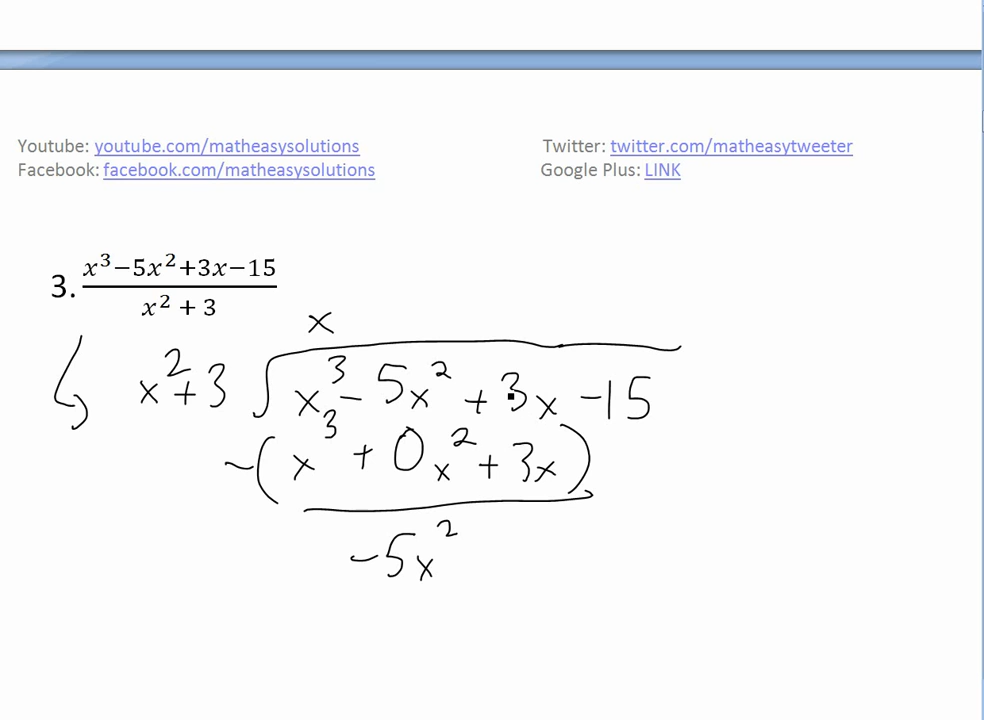 Youtube: youtube.com/matheasysolutions Twitter: twitter.com/matheasytweeter
Facebook: facebook.com/matheasysolutions Google Plus: LINK
3. x³−5x²+3x−15
x² + 3
x
x²+3 x³ - 5x² + 3x - 15
-(x³ + 0x² + 3x)
-5x²